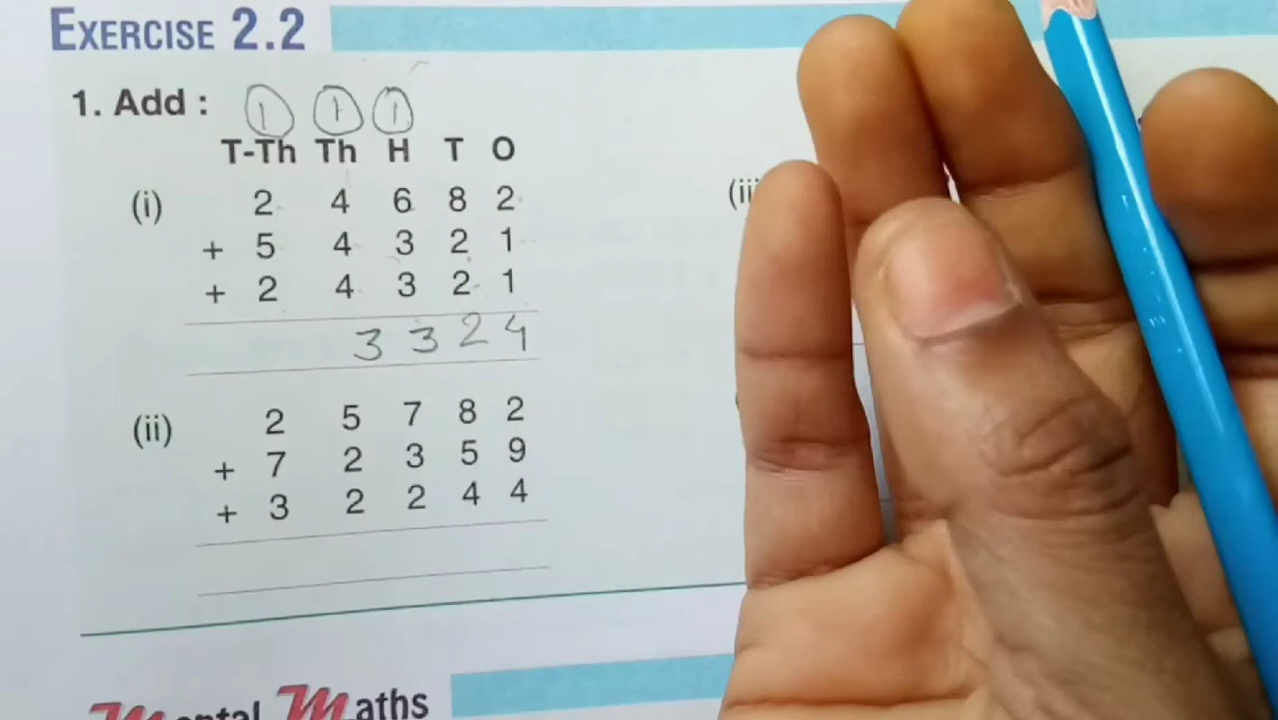 EXERCISE 2.2
1. Add : 1 1 1
T-Th Th H T O
(i) 2 4 6 8 2
+ 5 4 3 2 1
+ 2 4 3 2 1
3 3 2 4
(ii) 2 5 7 8 2
+ 7 2 3 5 9
+ 3 2 2 4 4
Mental Maths